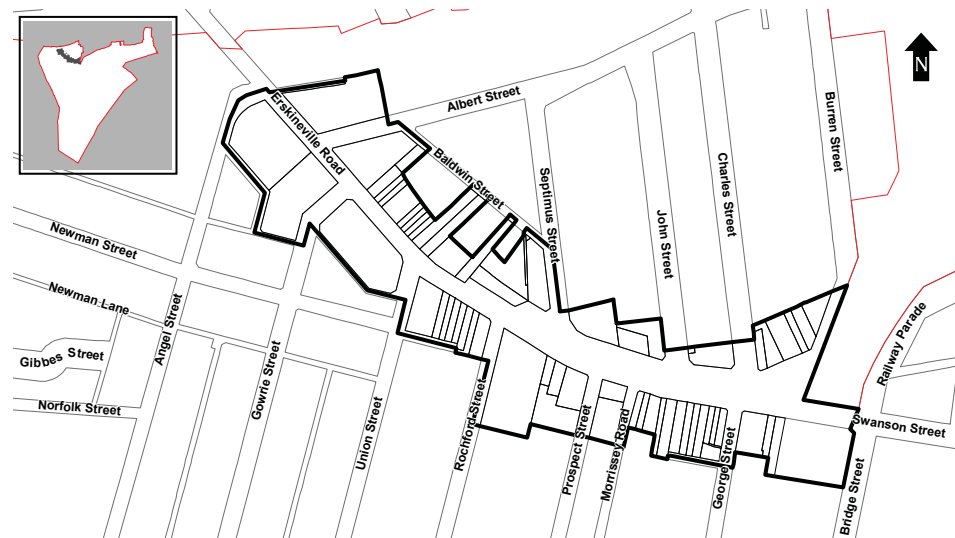 N
Erskineville Road
Albert Street
Baldwin Street
Septimus Street
John Street
Charles Street
Burren Street
Railway Parade
Newman Street
Newman Lane
Gibbes Street
Norfolk Street
Angel Street
Gowrie Street
Union Street
Rochford Street
Prospect Street
Morrissey Road
George Street
Swanson Street
Bridge Street